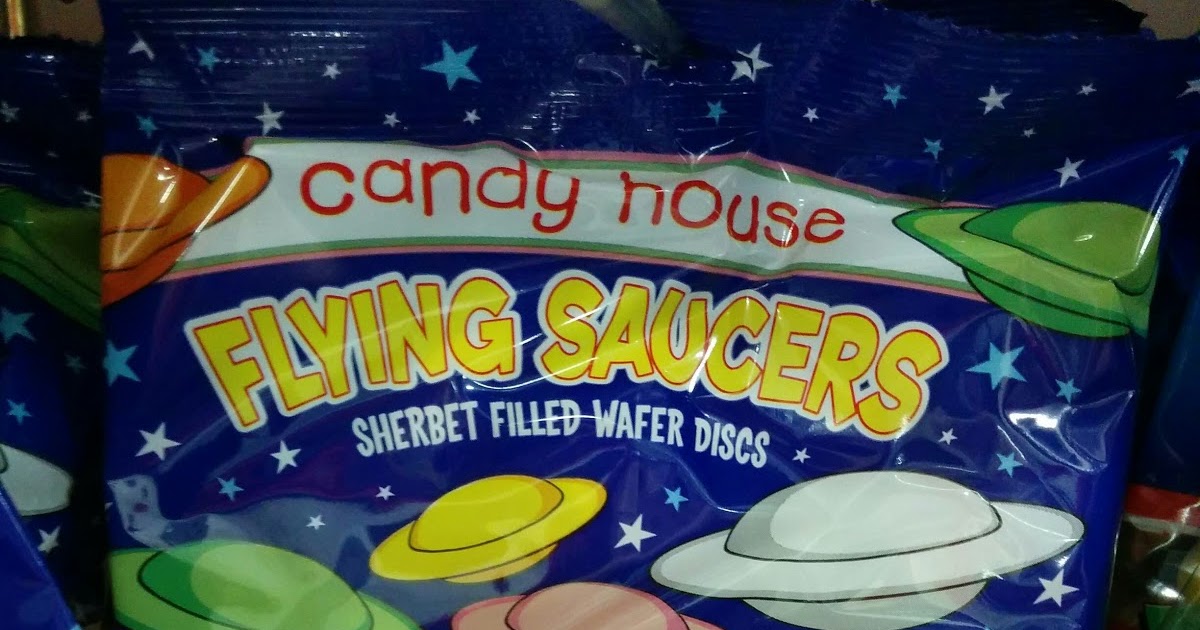 candy house
FLYING SAUCERS
SHERBET FILLED WAFER DISCS